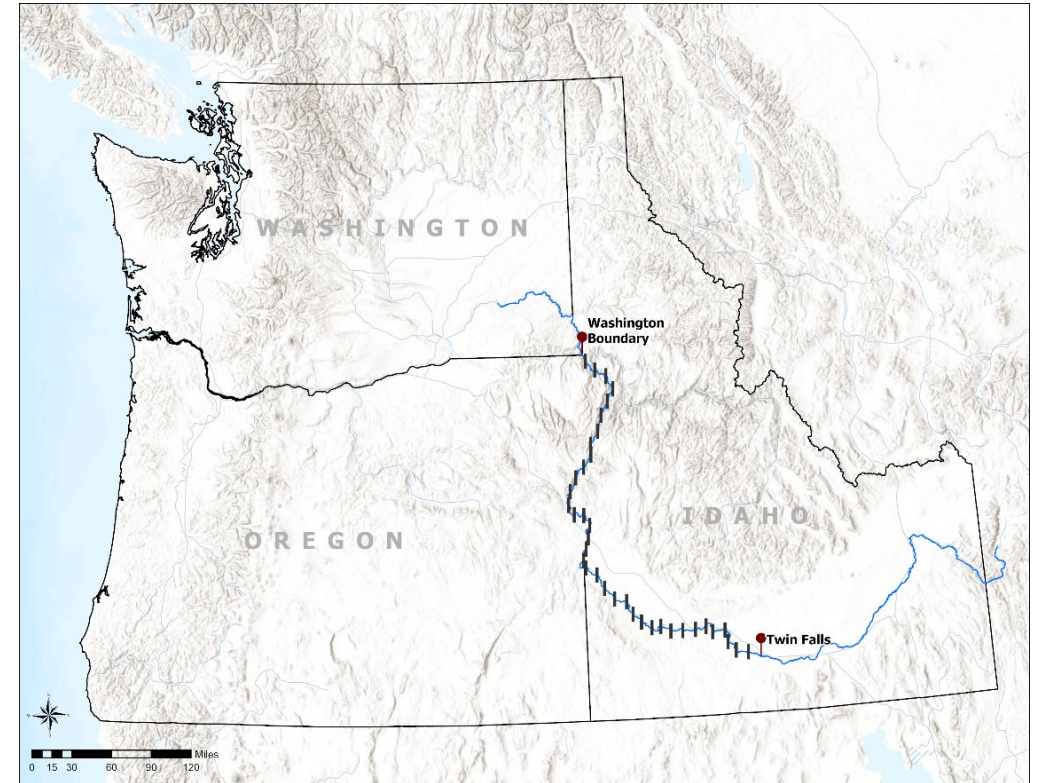 WASHINGTON
Washington
Boundary
IDAHO
OREGON
Twin Falls
Miles
0 15 30 60 90 120